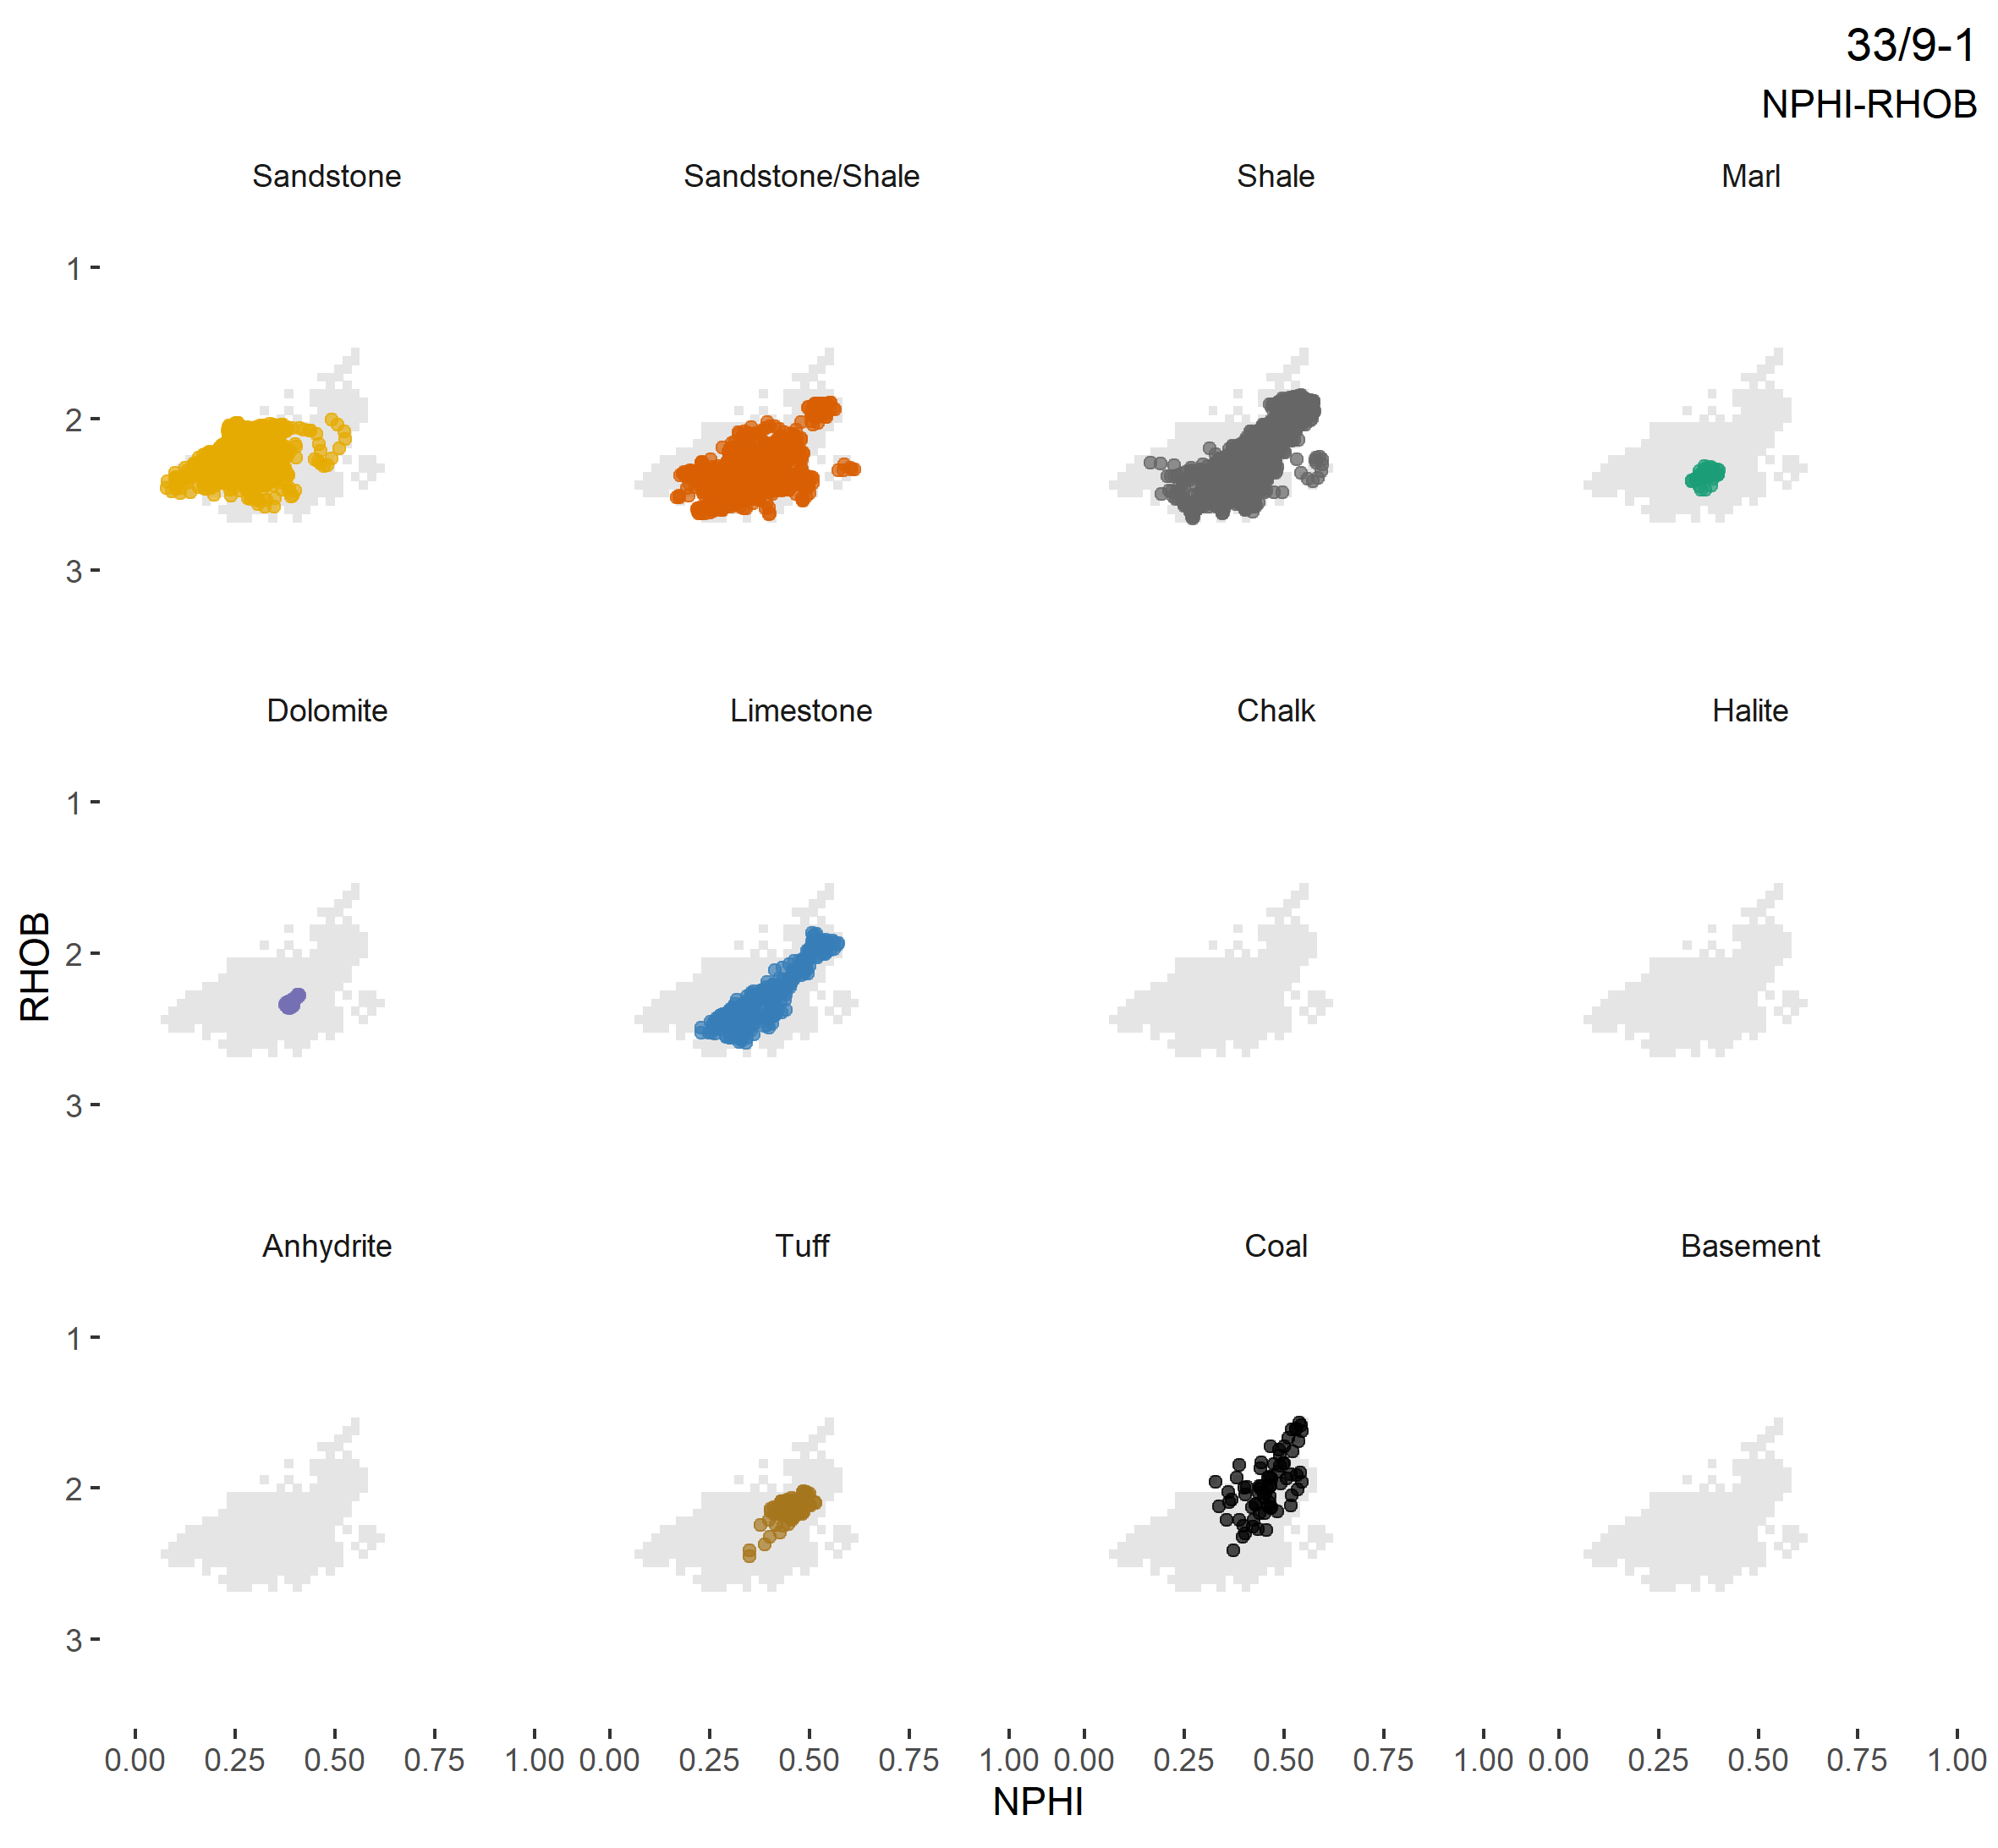 33/9-1
NPHI-RHOB
Sandstone Sandstone/Shale Shale Marl
1
2
3
Dolomite Limestone Chalk Halite
1
2
3
RHOB
Anhydrite Tuff Coal Basement
1
2
3
0.00 0.25 0.50 0.75 1.00 0.00 0.25 0.50 0.75 1.00 0.00 0.25 0.50 0.75 1.00 0.00 0.25 0.50 0.75 1.00
NPHI